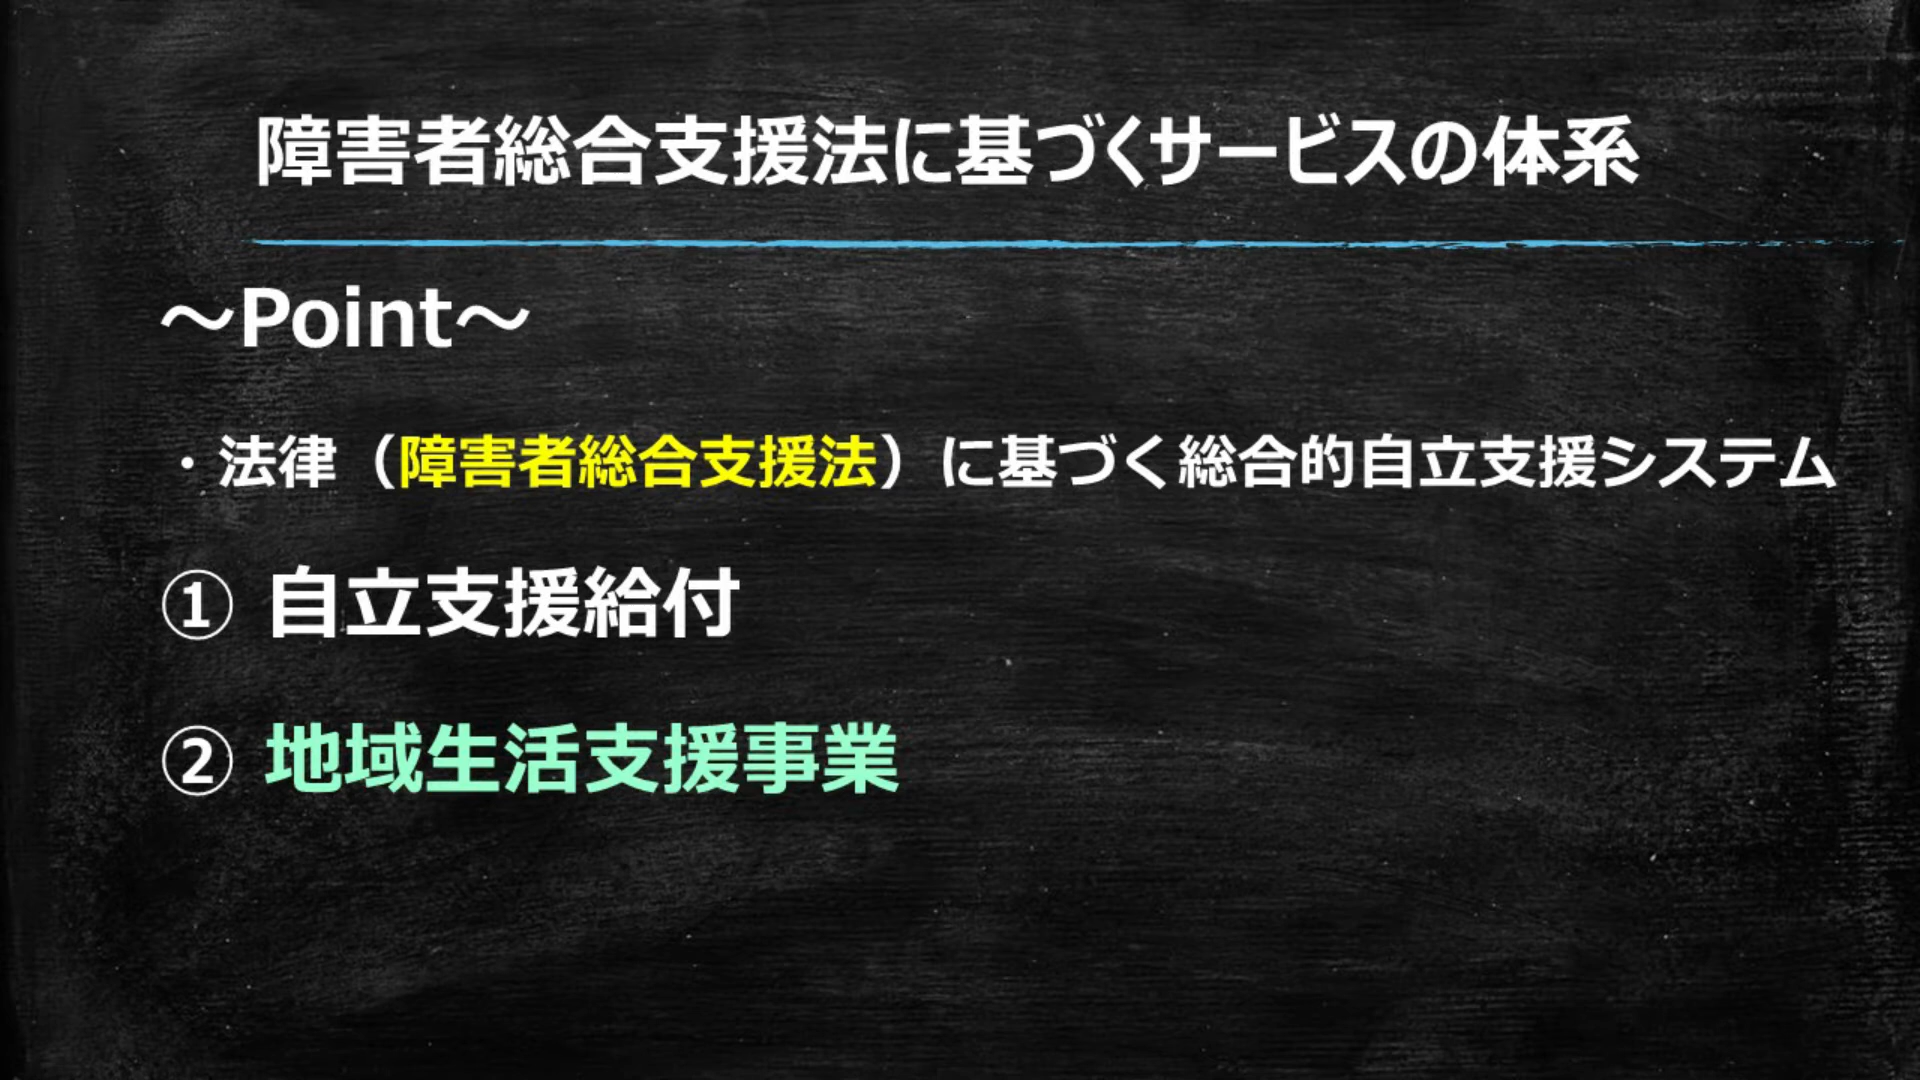 障害者総合支援法に基づくサービスの体系
～Point～
・法律（障害者総合支援法）に基づく総合的自立支援システム
① 自立支援給付
② 地域生活支援事業